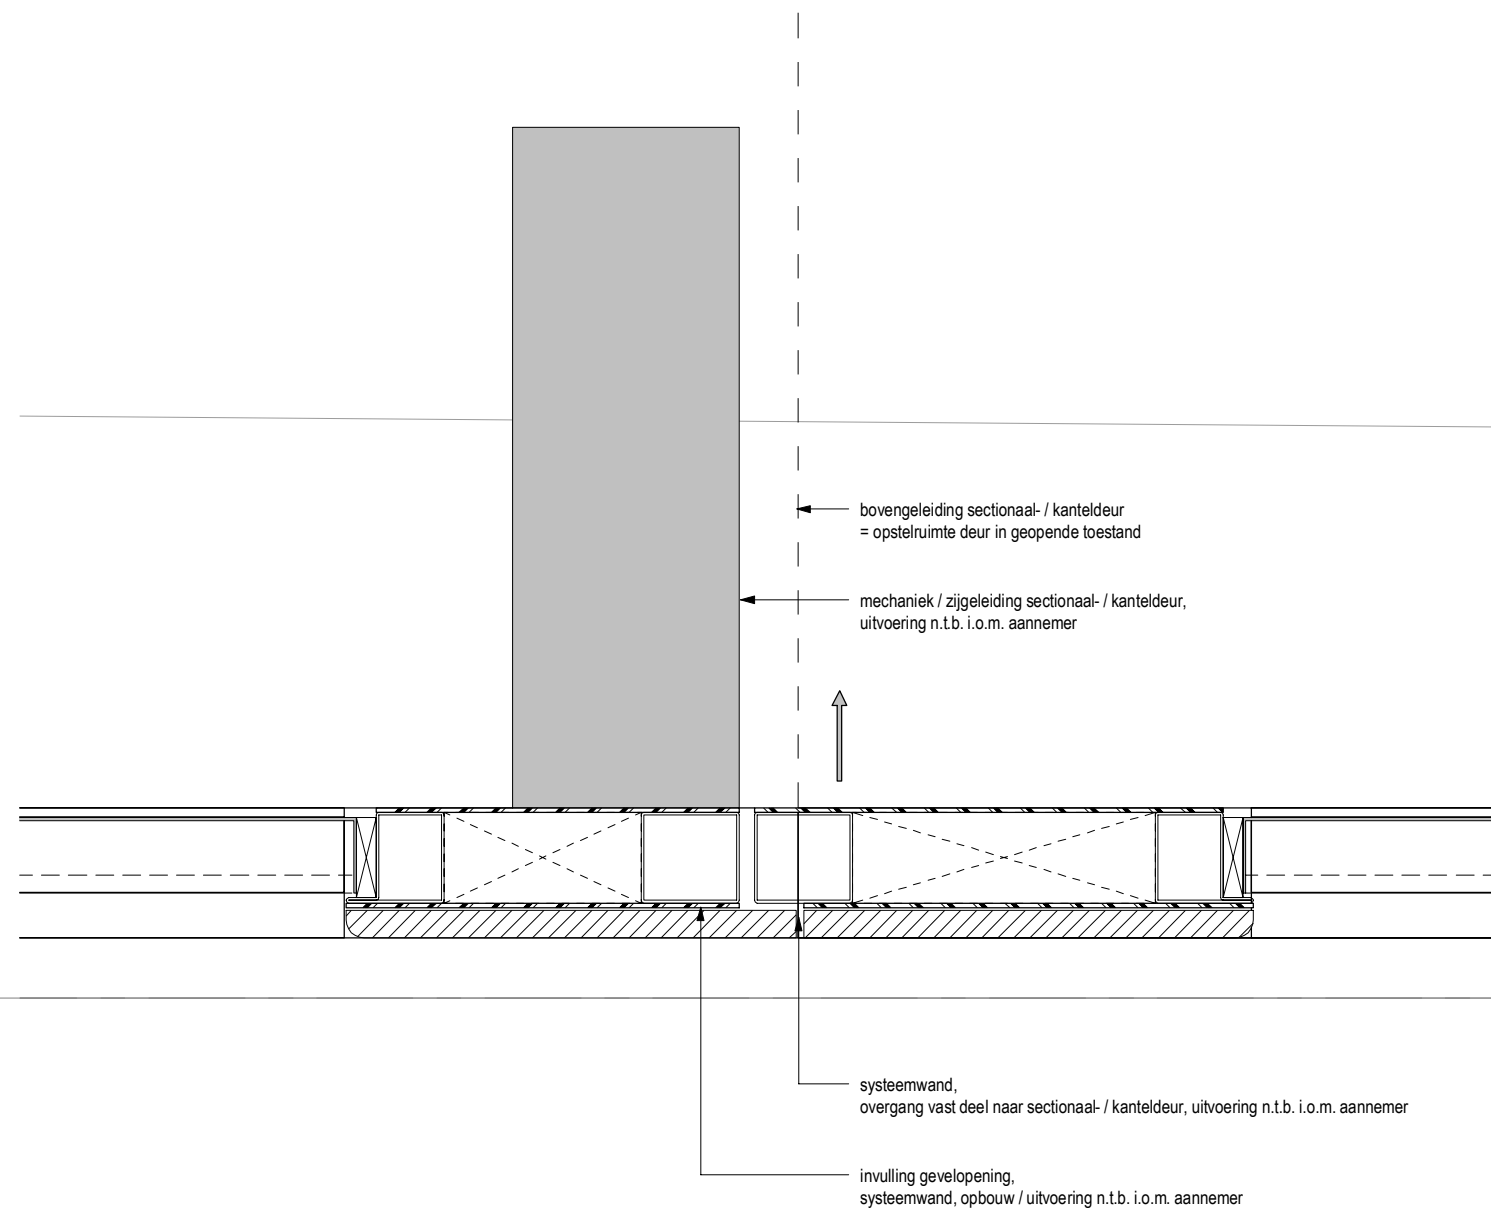 bovengeleiding sectionaal- / kanteldeur
= opstelruimte deur in geopende toestand
mechaniek / zijgeleiding sectionaal- / kanteldeur,
uitvoering n.t.b. i.o.m. aannemer
systeemwand,
overgang vast deel naar sectionaal- / kanteldeur, uitvoering n.t.b. i.o.m. aannemer
invulling gevelopening,
systeemwand, opbouw / uitvoering n.t.b. i.o.m. aannemer